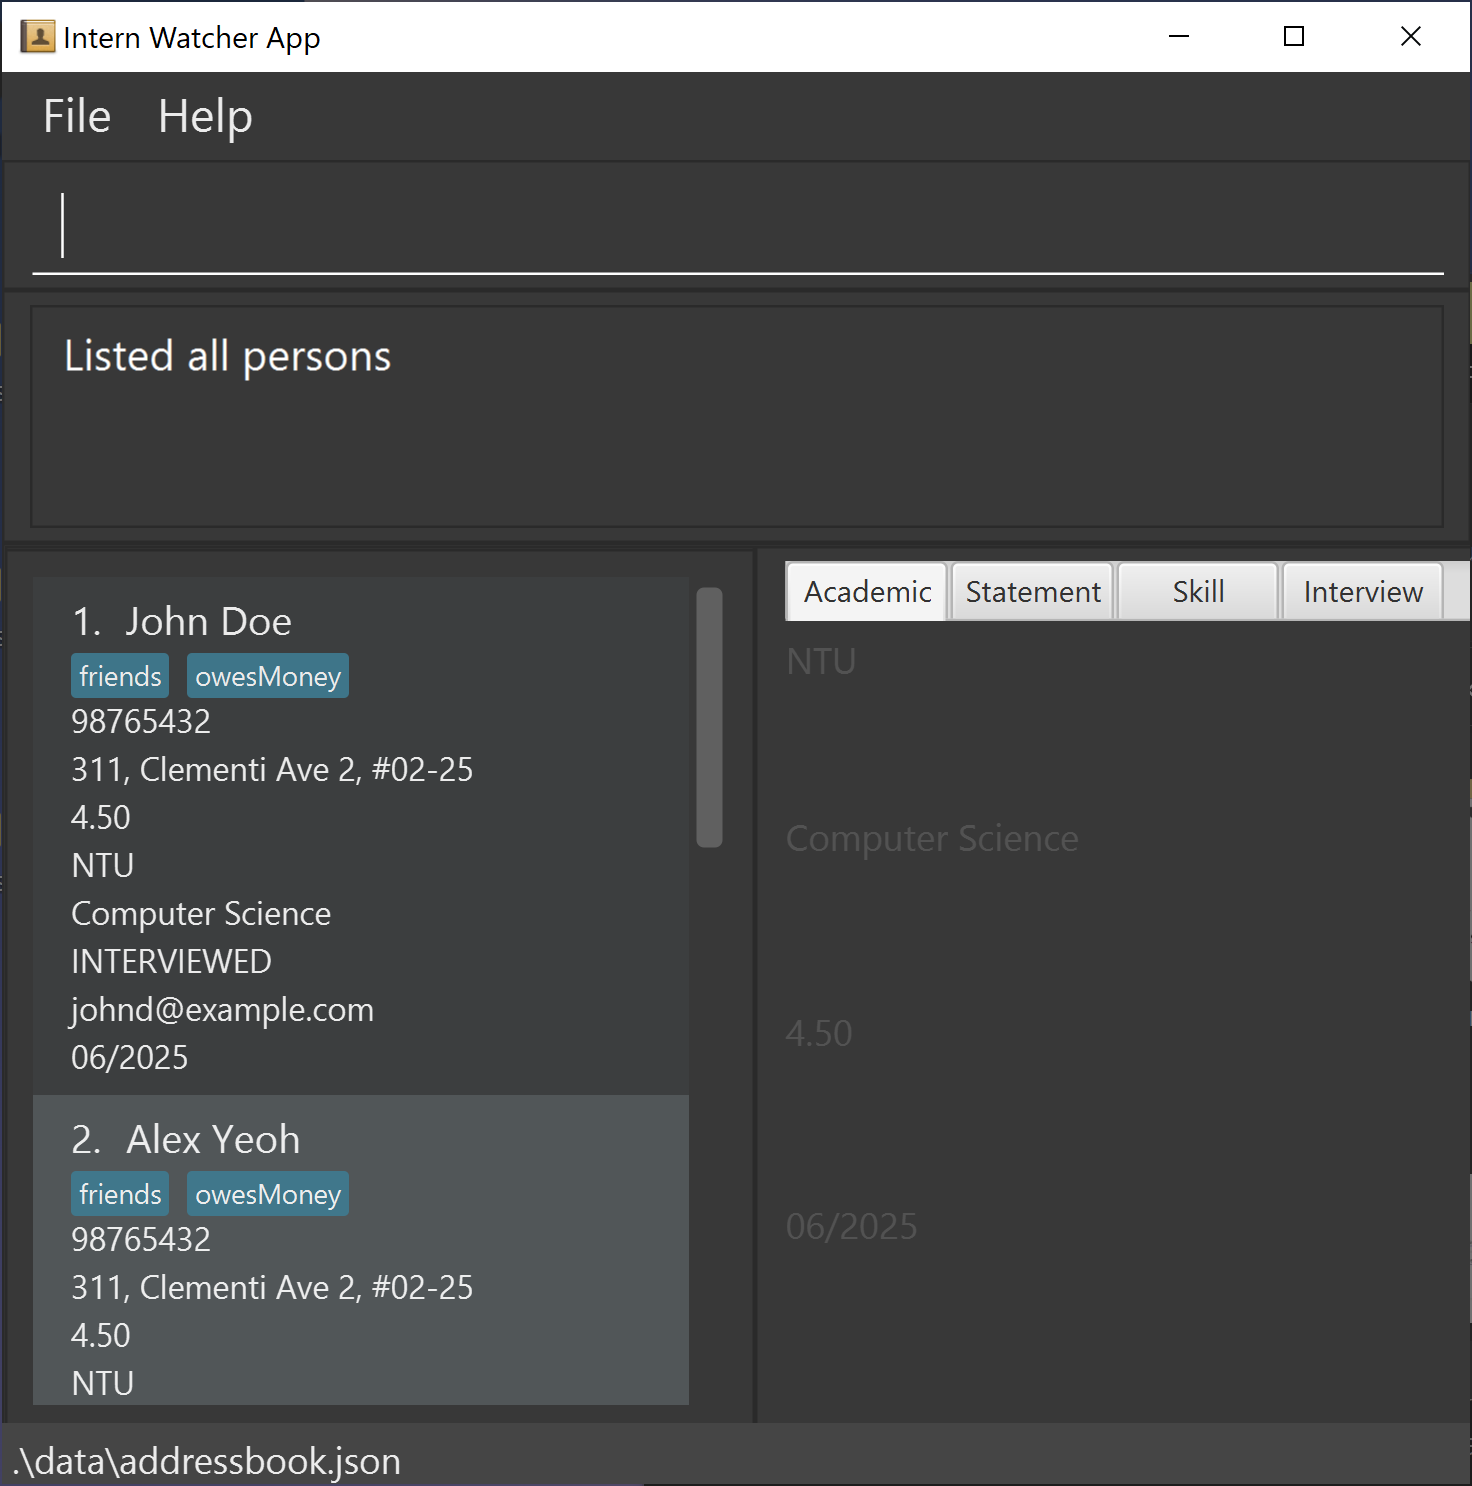 Intern Watcher App
File Help
Listed all persons
1. John Doe
friends owesMoney
98765432
311, Clementi Ave 2, #02-25
4.50
NTU
Computer Science
INTERVIEWED
johnd@example.com
06/2025
2. Alex Yeoh
friends owesMoney
98765432
311, Clementi Ave 2, #02-25
4.50
NTU
Academic Statement Skill Interview
NTU
Computer Science
4.50
06/2025
.\data\addressbook.json